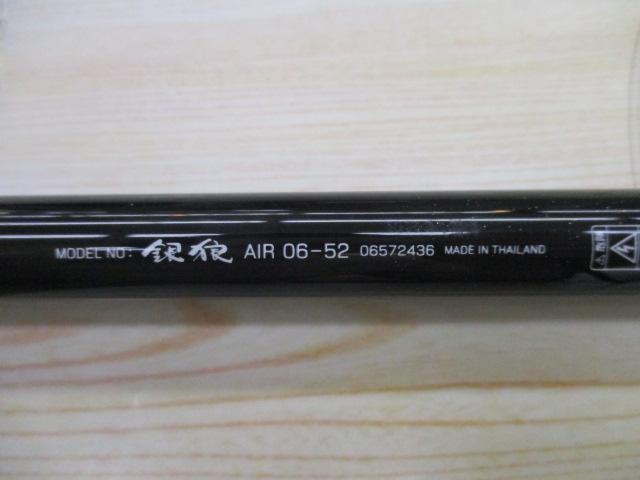 MODEL NO: 銀狼 AIR 06-52 06572436 MADE IN THAILAND